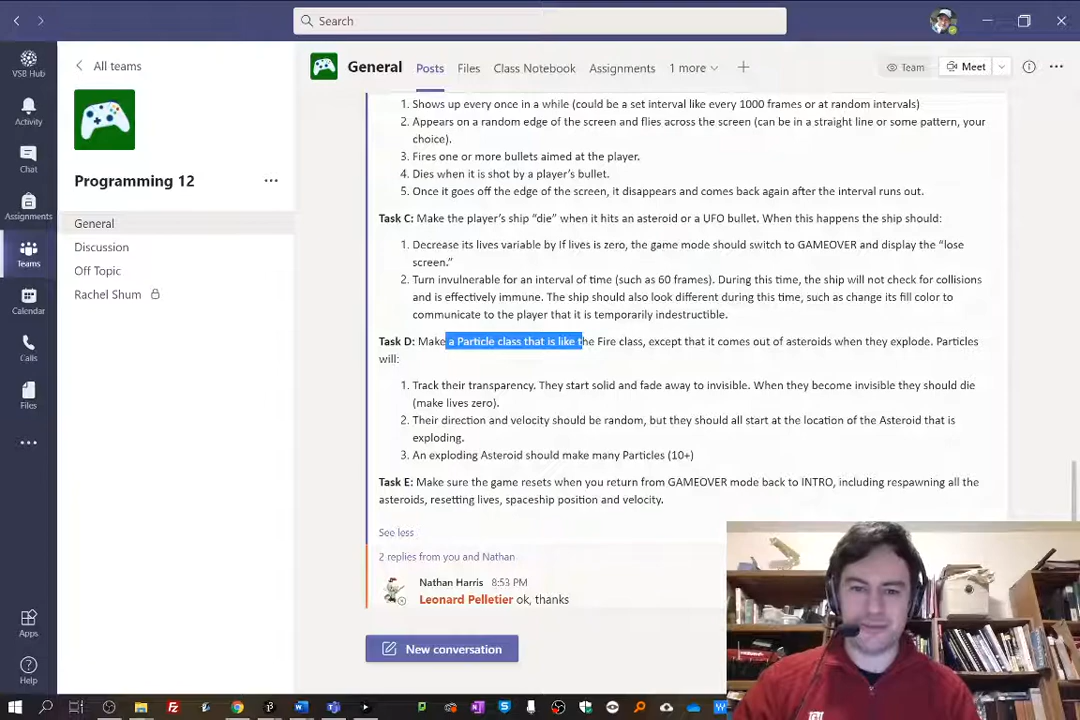 Search
VSB Hub
Activity
Chat
Assignments
Teams
Calendar
Calls
Files
Apps
Help
All teams
Programming 12
General
Discussion
Off Topic
Rachel Shum
General
Posts
Files
Class Notebook
Assignments
1 more
Team
Meet
1. Shows up every once in a while (could be a set interval like every 1000 frames or at random intervals)
2. Appears on a random edge of the screen and flies across the screen (can be in a straight line or some pattern, your
choice).
3. Fires one or more bullets aimed at the player.
4. Dies when it is shot by a player's bullet.
5. Once it goes off the edge of the screen, it disappears and comes back again after the interval runs out.
Task C: Make the player's ship "die" when it hits an asteroid or a UFO bullet. When this happens the ship should:
1. Decrease its lives variable by If lives is zero, the game mode should switch to GAMEOVER and display the "lose
screen."
2. Turn invulnerable for an interval of time (such as 60 frames). During this time, the ship will not check for collisions
and is effectively immune. The ship should also look different during this time, such as change its fill color to
communicate to the player that it is temporarily indestructible.
Task D: Make a Particle class that is like the Fire class, except that it comes out of asteroids when they explode. Particles
will:
1. Track their transparency. They start solid and fade away to invisible. When they become invisible they should die
(make lives zero).
2. Their direction and velocity should be random, but they should all start at the location of the Asteroid that is
exploding.
3. An exploding Asteroid should make many Particles (10+)
Task E: Make sure the game resets when you return from GAMEOVER mode back to INTRO, including respawning all the
asteroids, resetting lives, spaceship position and velocity.
See less
2 replies from you and Nathan
Nathan Harris 8:53 PM
Leonard Pelletier ok, thanks
New conversation